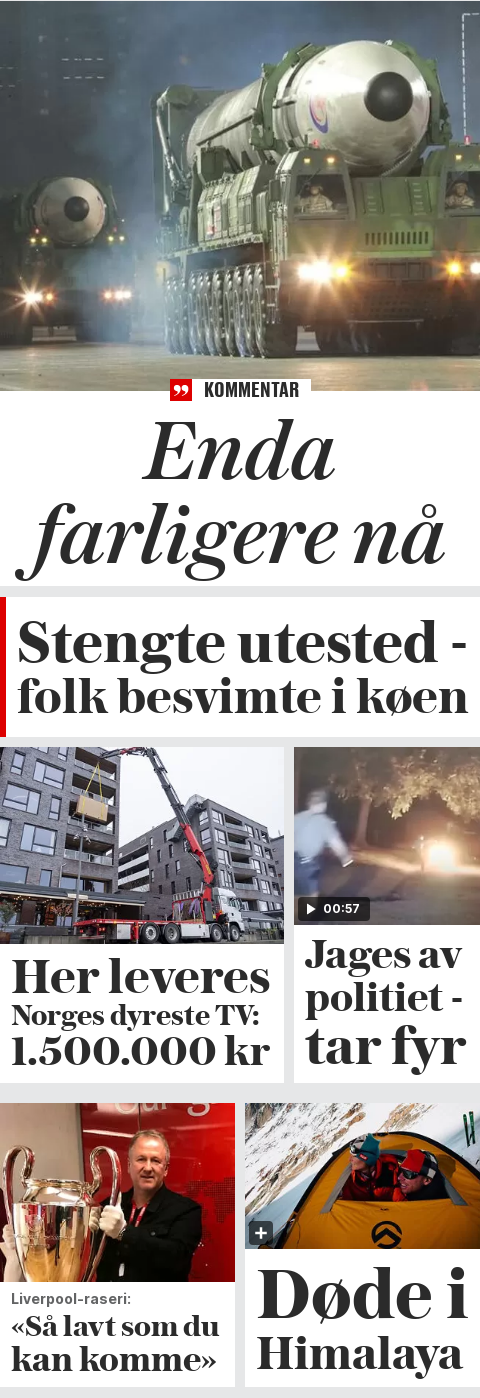 KOMMENTAR
Enda
farligere nå
Stengte utested -
folk besvimte i køen
00:57
Her leveres
Norges dyreste TV:
1.500.000 kr
Jages av
politiet -
tar fyr
Liverpool-raseri:
«Så lavt som du
kan komme»
Døde i
Himalaya